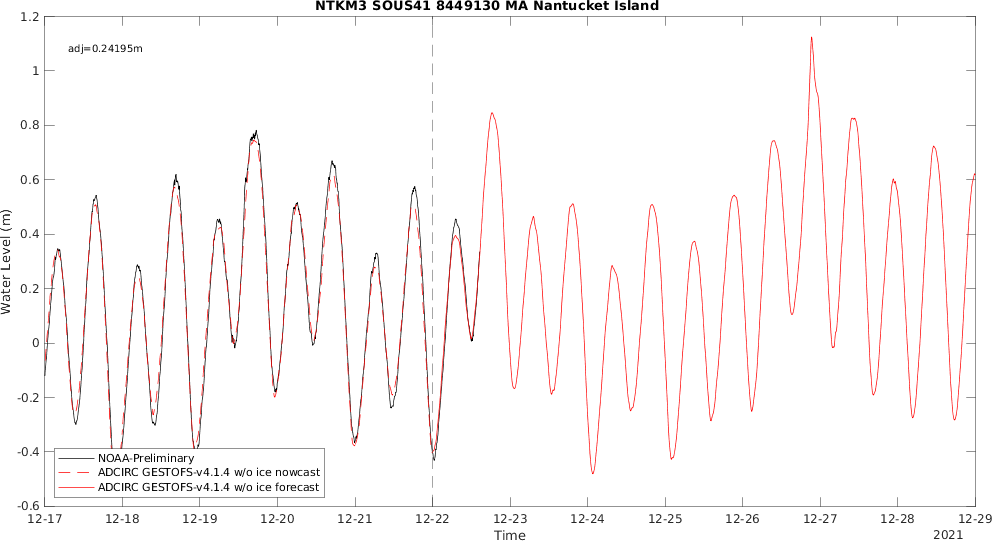 NTKM3 SOUS41 8449130 MA Nantucket Island
1.2
adj=0.24195m
1
0.8
0.6
0.4
0.2
0
-0.2
-0.4
-0.6
Water Level (m)
NOAA-Preliminary
ADCIRC GESTOFS-v4.1.4 w/o ice nowcast
ADCIRC GESTOFS-v4.1.4 w/o ice forecast
12-17 12-18 12-19 12-20 12-21 12-22 12-23 12-24 12-25 12-26 12-27 12-28 12-29
Time
2021